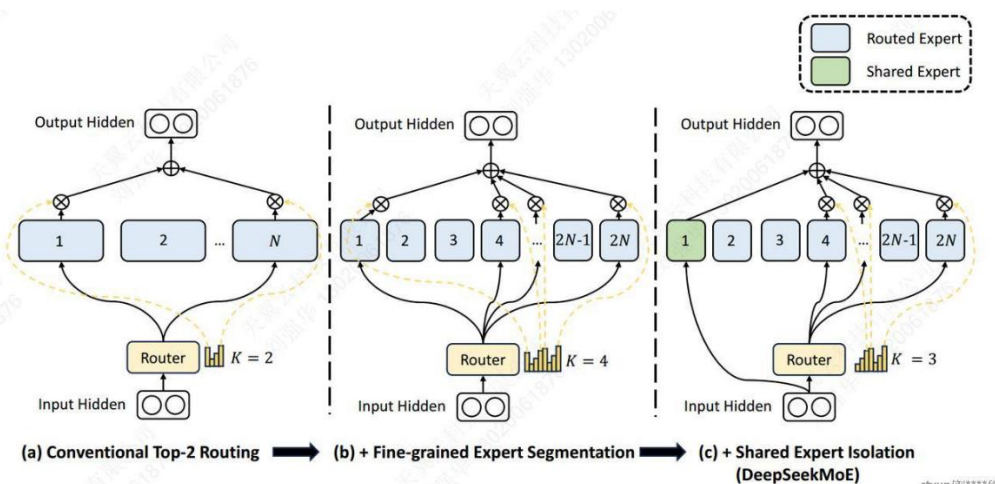 Routed Expert
Shared Expert
Output Hidden
1
2
...
N
Router
K = 2
Input Hidden
(a) Conventional Top-2 Routing
Output Hidden
1
2
3
4
...
2N-1
2N
Router
K = 4
Input Hidden
(b) + Fine-grained Expert Segmentation
Output Hidden
1
2
3
4
...
2N-1
2N
Router
K = 3
Input Hidden
(c) + Shared Expert Isolation
(DeepSeekMoE)